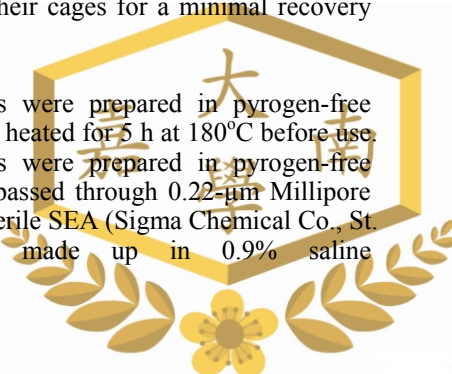 heir cages for a minimal recovery
大
s were prepared in pyrogen-free
heated for 5 h at 180°C before use.
嘉 南
s were prepared in pyrogen-free
passed through 0.22-μm Millipore
學
erile SEA (Sigma Chemical Co., St.
made up in 0.9% saline